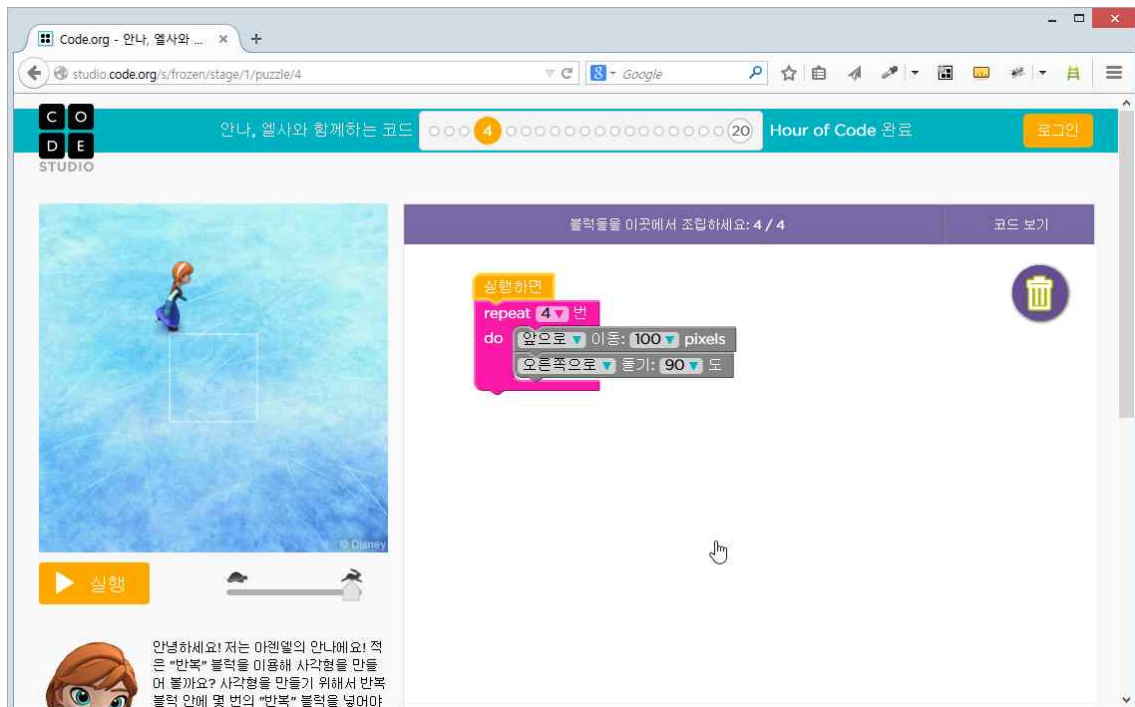 Code.org - 안나, 엘사와 ...
studio.code.org/s/frozen/stage/1/puzzle/4
Google
CODE
STUDIO
안나, 엘사와 함께하는 코드
4
20
Hour of Code 완료
로그인
블럭들을 이곳에서 조립하세요: 4 / 4
코드 보기
실행하면
repeat 4 번
do 앞으로 이동: 100 pixels
오른쪽으로 돌기: 90 도
© Disney
실행
안녕하세요! 저는 아렌델의 안나에요! 적
은 "반복" 블럭을 이용해 사각형을 만들
어 볼까요? 사각형을 만들기 위해서 반복
블럭 안에 몇 번의 "반복" 블럭을 넣어야